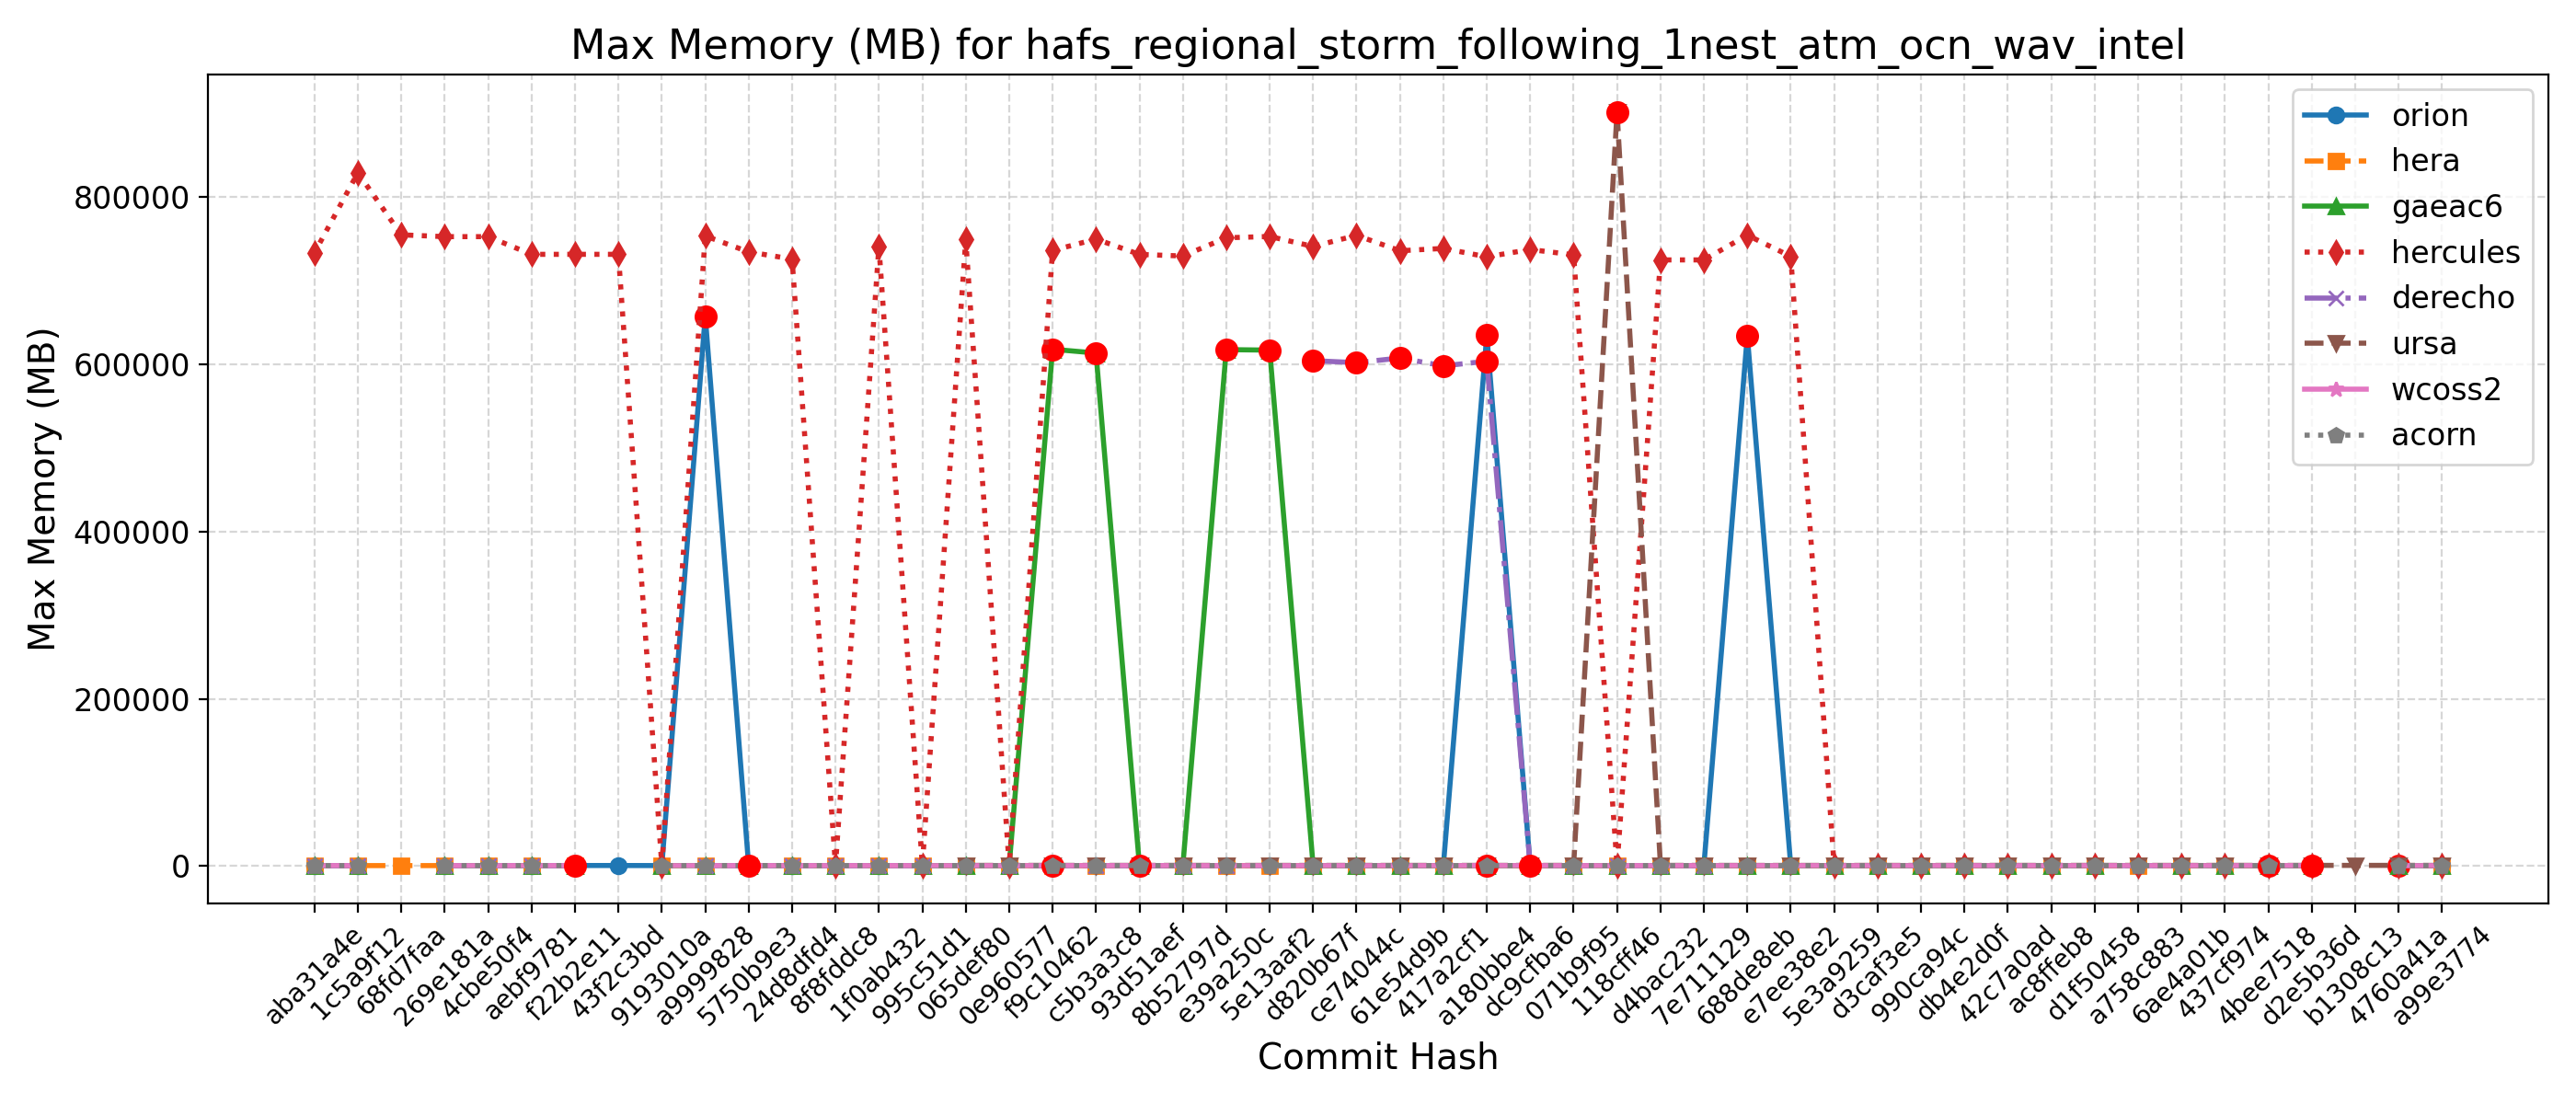 Max Memory (MB) for hafs_regional_storm_following_1nest_atm_ocn_wav_intel
Max Memory (MB)
800000
600000
400000
200000
0
orion
hera
gaeac6
hercules
derecho
ursa
wcoss2
acorn
aba31a4e
1c5a9f12
68fd7faa
269e181a
4cbe50f4
aebf9781
f22b2e11
43f2c3bd
9193010a
a9999828
5750b9e3
24d8dfd4
8f8fddc8
1f0ab432
995c51d1
065def80
0e960577
f9c10462
c5b3a3c8
93d51aef
8b52797d
e39a250c
5e13aaf2
d820b67f
ce74044c
61e54d9b
417a2cf1
a180bbe4
dc9cfba6
071b9f95
118cff46
d4bac232
7e711129
688de8eb
e7ee38e2
5e3a9259
d3caf3e5
990ca94c
db4e2d0f
42c7a0ad
ac8ffeb8
d1f50458
a758c883
6ae4a01b
437cf974
4bee7518
d2e5b36d
b1308c13
4760a41a
a99e3774
Commit Hash